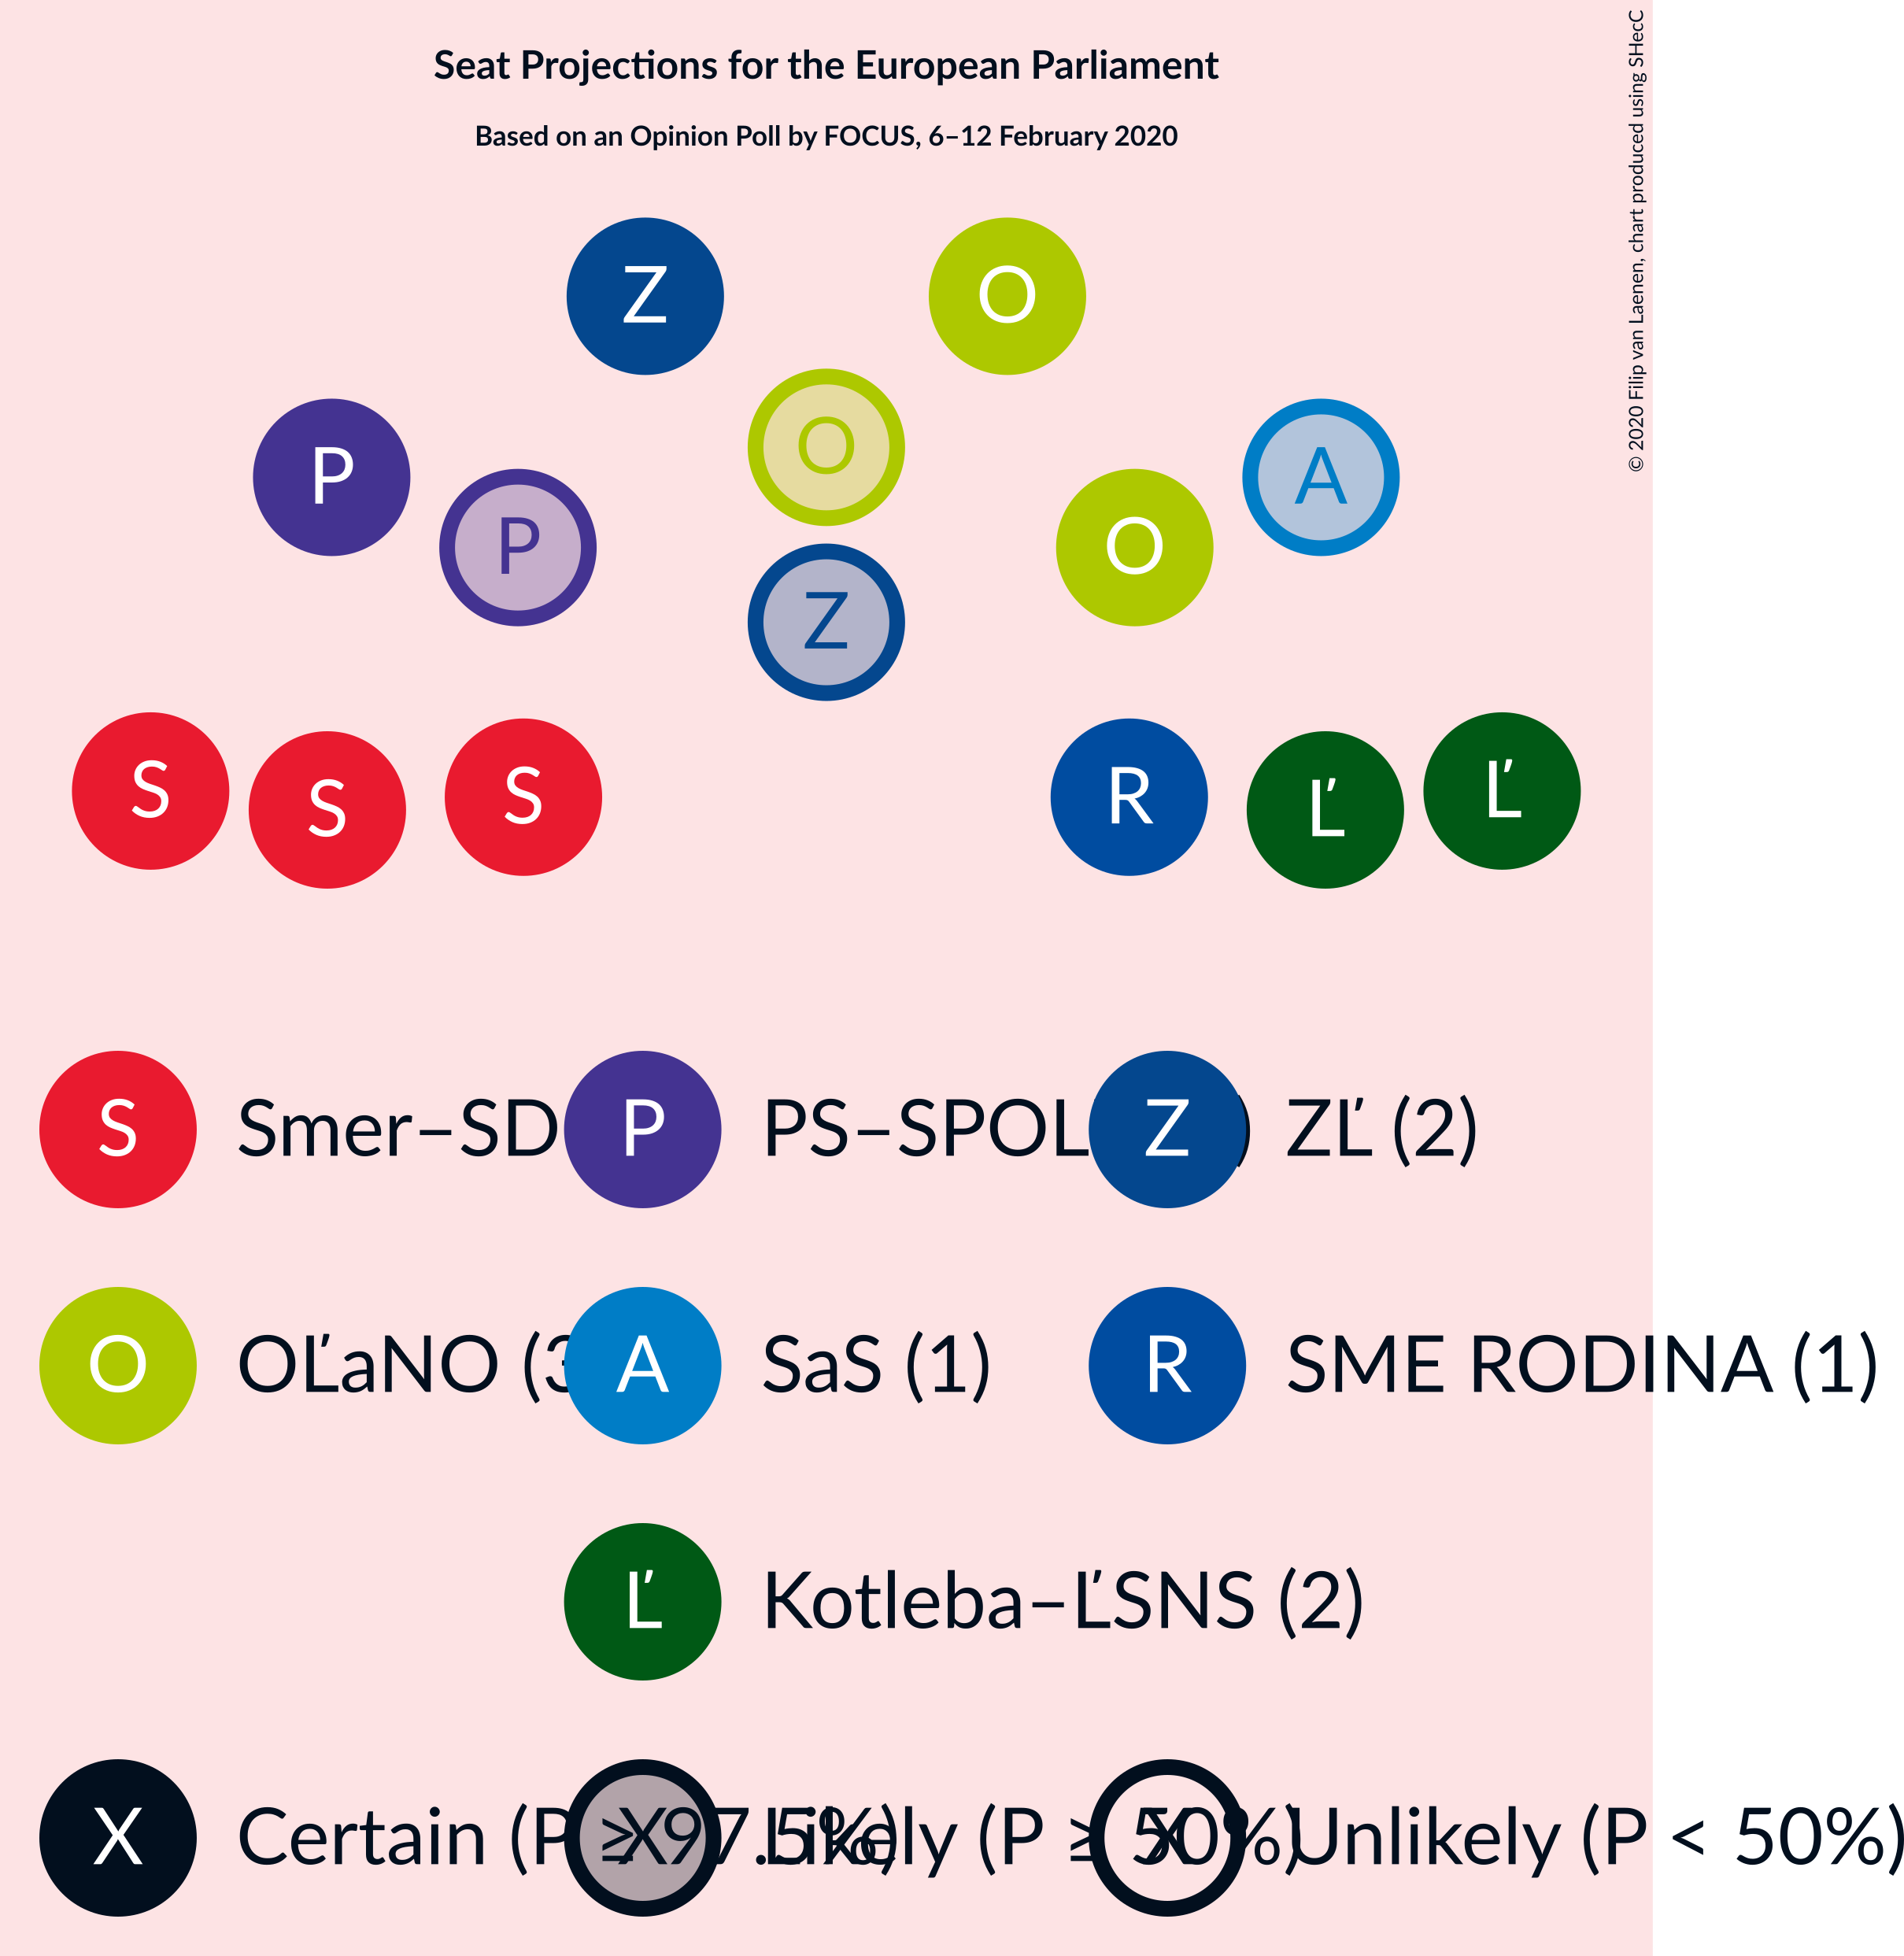 Seat Projections for the European Parliament
Based on an Opinion Poll by FOCUS, 6–12 February 2020
© 2020 Filip van Laenen, chart produced using SHecC
Z O
O
P A
P O
Z
S S S R Ľ Ľ
S Smer–SD P PS–SPOL Z ZĽ (2)
O OĽaNO (3 A SaS (1) R SME RODINA (1)
Ľ Kotleba–ĽSNS (2)
X Certain (P ≥ 97.5%) X Likely (P ≥ 50%) X Unlikely (P < 50%)